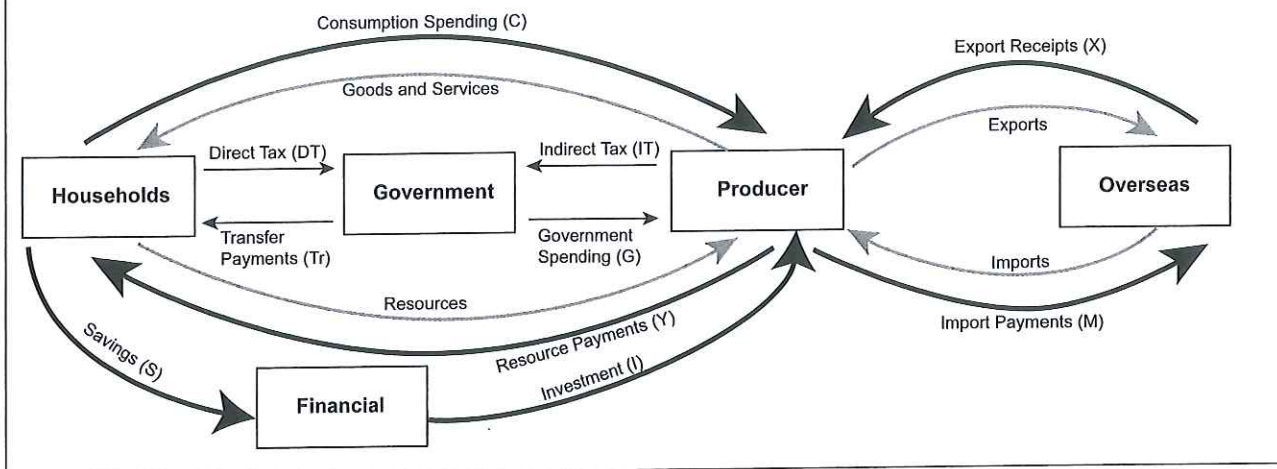 Consumption Spending (C)
Export Receipts (X)
Goods and Services
Exports
Direct Tax (DT)
Indirect Tax (IT)
Households
Government
Producer
Overseas
Transfer
Payments (Tr)
Government
Spending (G)
Imports
Resources
Import Payments (M)
Savings (S)
Resource Payments (Y)
Investment (I)
Financial